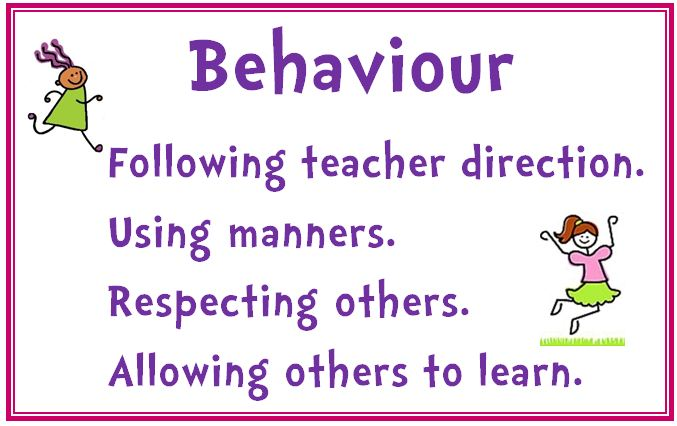 Behaviour
Following teacher direction.
Using manners.
Respecting others.
Allowing others to learn.